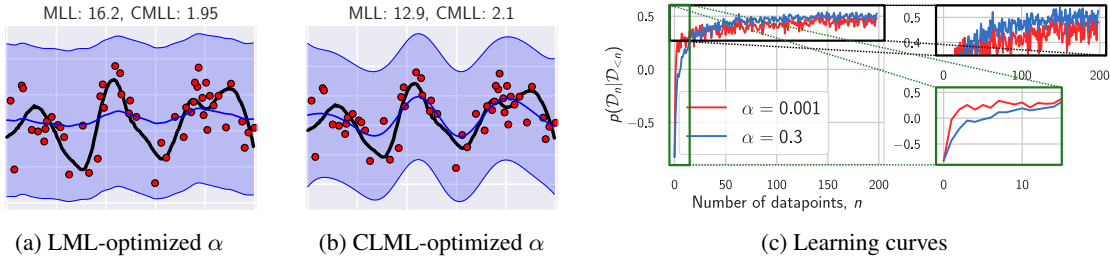 MLL: 16.2, CMLL: 1.95
MLL: 12.9, CMLL: 2.1
(a) LML-optimized α
(b) CLML-optimized α
p(𝒟ₙ|𝒟<ₙ)
0.5
0.0
−0.5
α = 0.001
α = 0.3
0 50 100 150 200
Number of datapoints, n
0.5
0.4
0 100 200
0.5
0.0
−0.5
0 10
(c) Learning curves